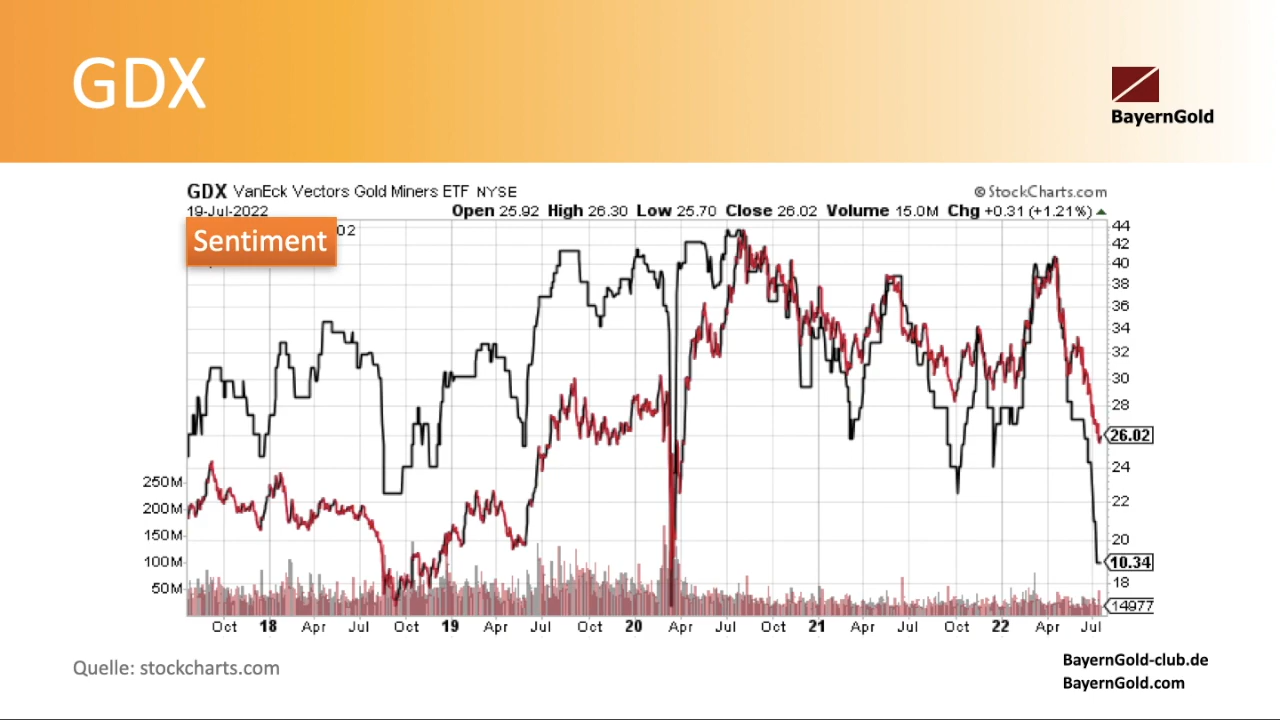 GDX
BayernGold
GDX VanEck Vectors Gold Miners ETF NYSE
© StockCharts.com
19-Jul-2022
Open 25.92 High 26.30 Low 25.70 Close 26.02 Volume 15.0M Chg +0.31 (+1.21%)
Sentiment
02
44
42
40
38
36
34
32
30
28
26.02
24
22
20
10.34
18
14977
250M
200M
150M
100M
50M
Oct 18 Apr Jul Oct 19 Apr Jul Oct 20 Apr Jul Oct 21 Apr Jul Oct 22 Apr Jul
Quelle: stockcharts.com
BayernGold-club.de
BayernGold.com